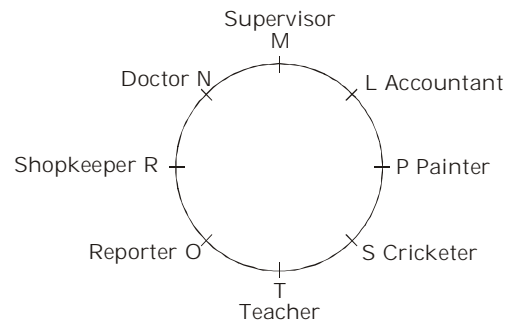 Supervisor
M
Doctor N
L Accountant
Shopkeeper R
P Painter
Reporter O
S Cricketer
T
Teacher